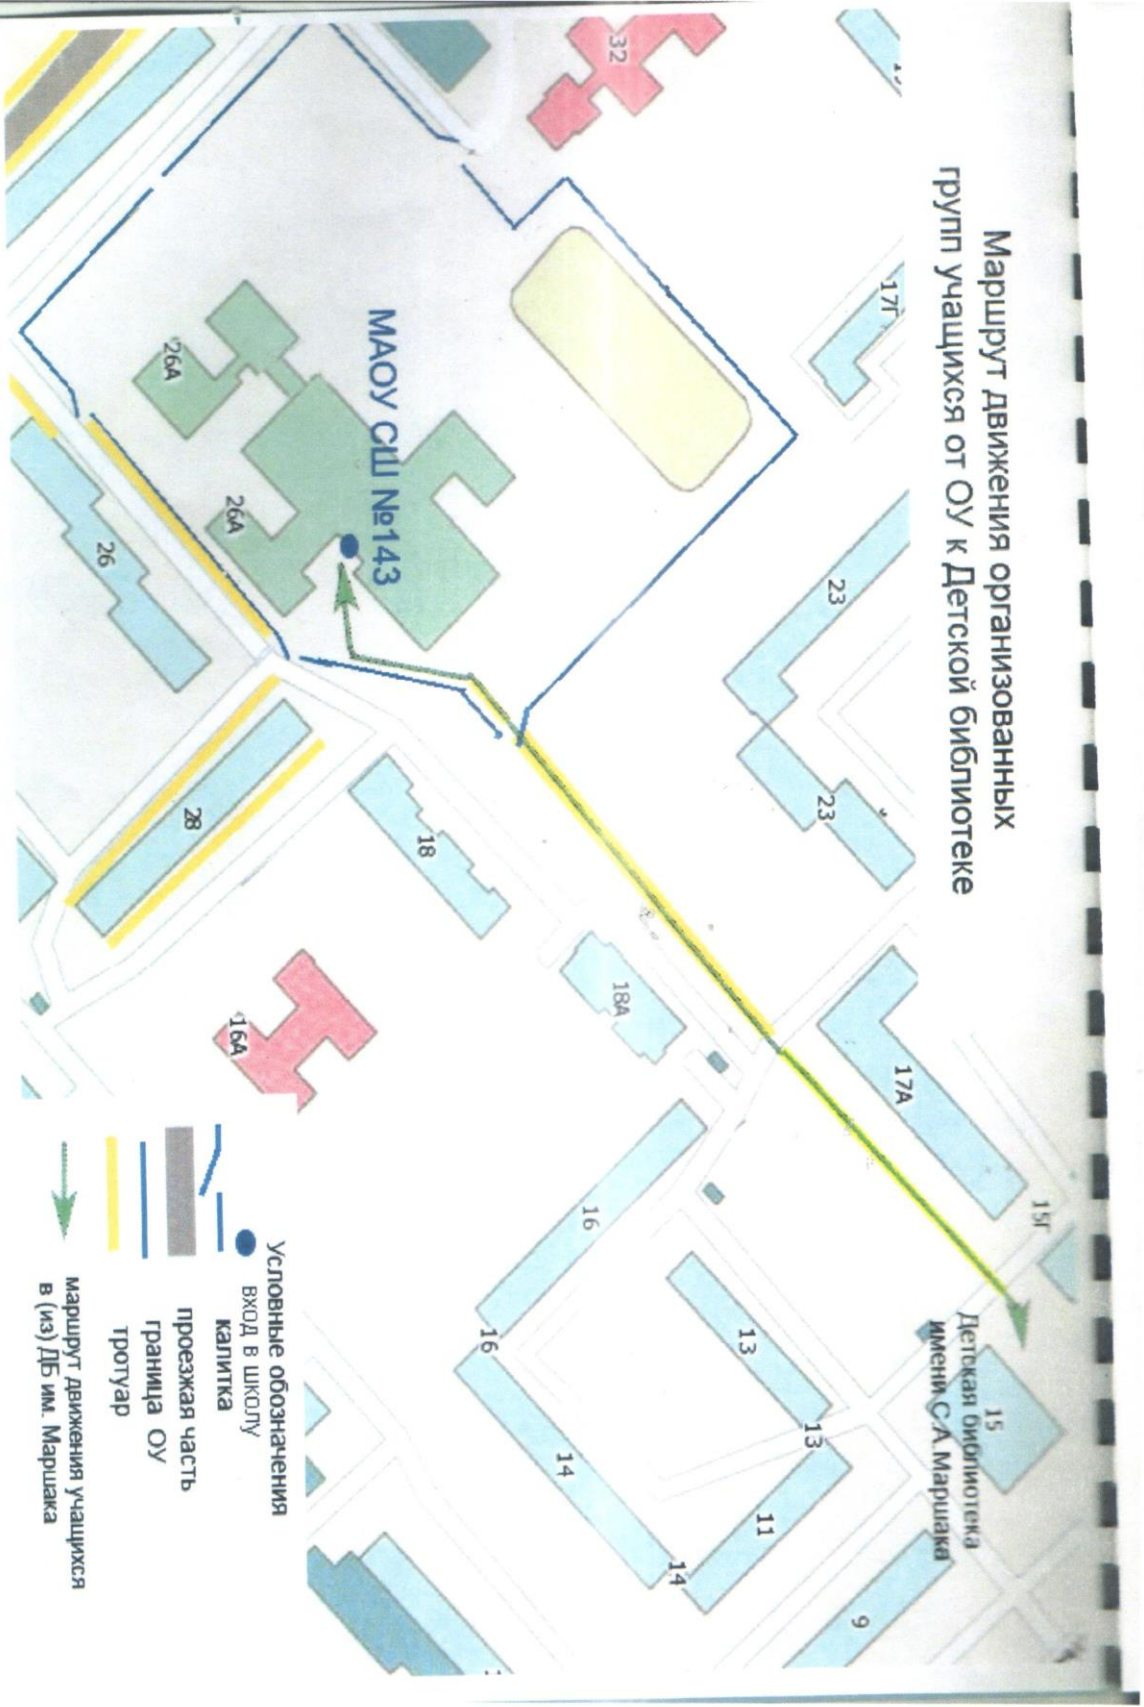 Маршрут движения организованных
групп учащихся от ОУ к Детской библиотеке
32
17Г
23
23
17А
15Г
15
Детская библиотека
имени С.А.Маршака
МАОУ СШ №143
26А
26А
26
28
18
18А
16А
16
16
13
13
14
14
11
9
Условные обозначения
вход в школу
калитка
проезжая часть
граница ОУ
тротуар
маршрут движения учащихся
в (из) ДБ им. Маршака